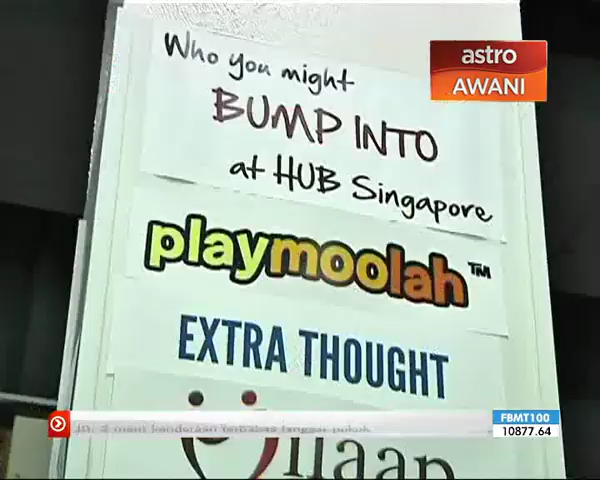 Who you might
BUMP INTO
at HUB Singapore
playmoolah™
EXTRA THOUGHT
astro
AWANI
FBMT100
10877.64